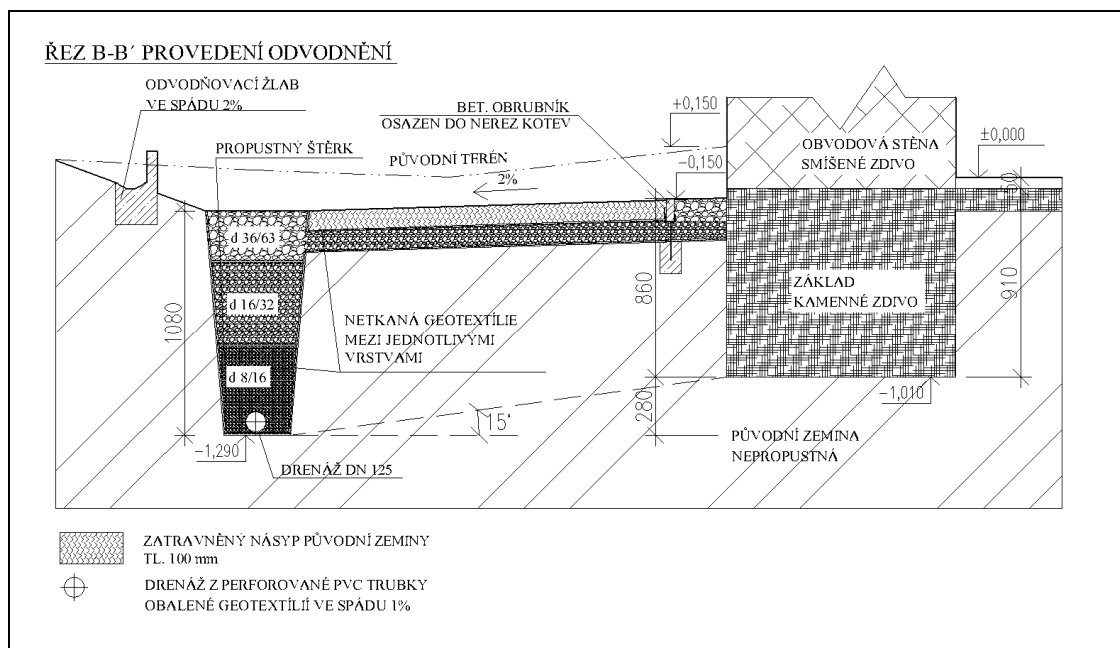 ŘEZ B-B´ PROVEDENÍ ODVODNĚNÍ
ODVODŇOVACÍ ŽLAB
VE SPÁDU 2%
PROPUSTNÝ ŠTĚRK
PŮVODNÍ TERÉN
2%
BET. OBRUBNÍK
OSAZEN DO NEREZ KOTEV
+0,150
-0,150
OBVODOVÁ STĚNA
SMÍŠENÉ ZDIVO
±0,000
50
d 36/63
d 16/32
d 8/16
1080
NETKANÁ GEOTEXTÍLIE
MEZI JEDNOTLIVÝMI
VRSTVAMI
860
280
ZÁKLAD
KAMENNÉ ZDIVO
910
-1,010
15°
-1,290
DRENÁŽ DN 125
PŮVODNÍ ZEMINA
NEPROPUSTNÁ
ZATRAVNĚNÝ NÁSYP PŮVODNÍ ZEMINY
TL. 100 mm
DRENÁŽ Z PERFOROVANÉ PVC TRUBKY
OBALENÉ GEOTEXTÍLIÍ VE SPÁDU 1%